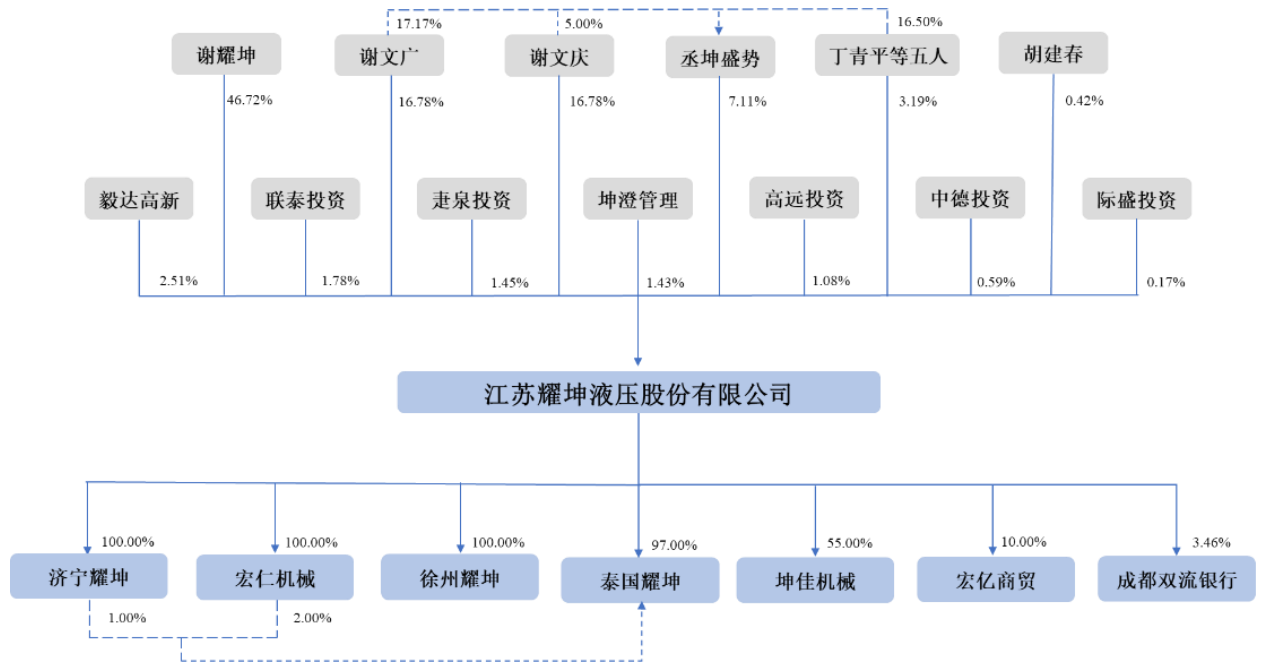 17.17%
5.00%
16.50%
谢耀坤
谢文广
谢文庆
丞坤盛势
丁青平等五人
胡建春
46.72%
16.78%
16.78%
7.11%
3.19%
0.42%
毅达高新
联泰投资
疌泉投资
坤澄管理
高远投资
中德投资
际盛投资
2.51%
1.78%
1.45%
1.43%
1.08%
0.59%
0.17%
江苏耀坤液压股份有限公司
100.00%
100.00%
100.00%
97.00%
55.00%
10.00%
3.46%
济宁耀坤
宏仁机械
徐州耀坤
泰国耀坤
坤佳机械
宏亿商贸
成都双流银行
1.00%
2.00%